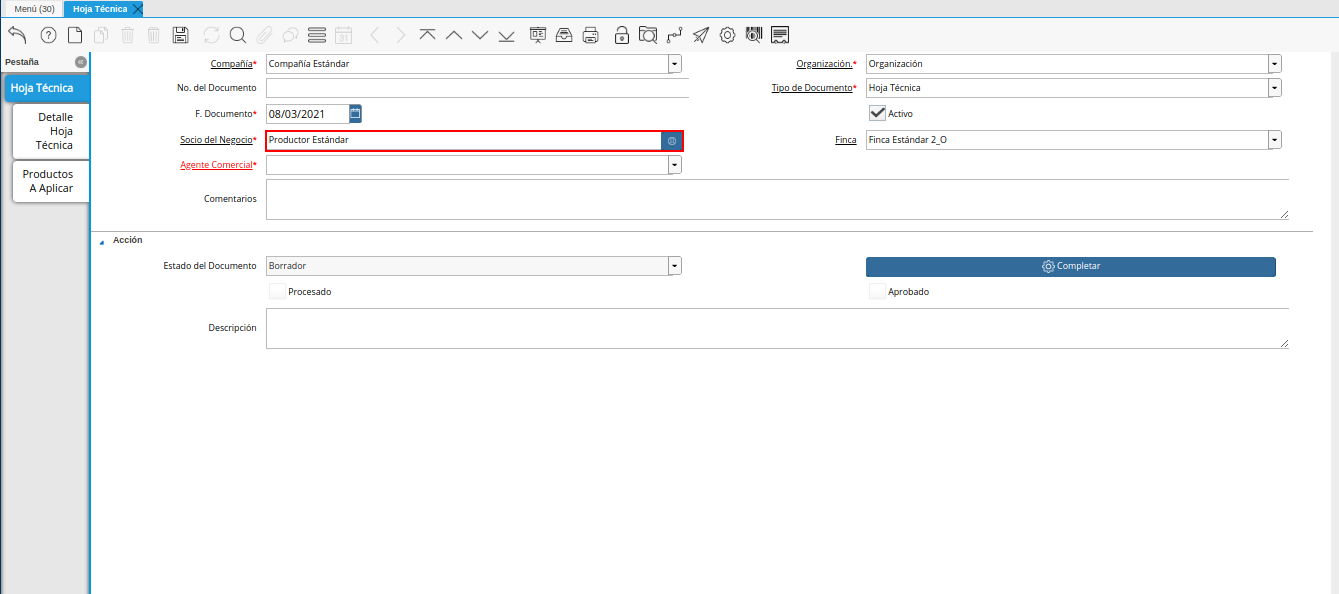 Menú (30) Hoja Técnica
Pestaña
Hoja Técnica
Detalle
Hoja
Técnica
Productos
A Aplicar
Compañía* Compañía Estándar Organización.* Organización
No. del Documento Tipo de Documento* Hoja Técnica
F. Documento* 08/03/2021 Activo
Socio del Negocio* Productor Estándar Finca Finca Estándar 2_O
Agente Comercial*
Comentarios
Acción
Estado del Documento Borrador Completar
Procesado Aprobado
Descripción